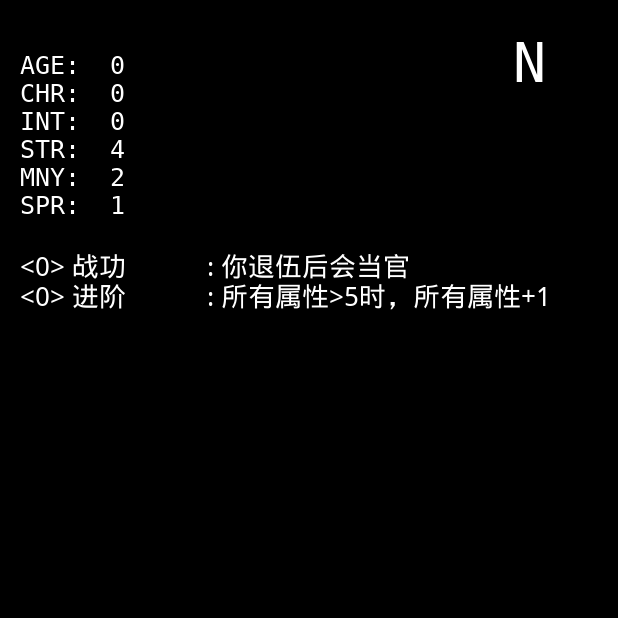 N
AGE: 0
CHR: 0
INT: 0
STR: 4
MNY: 2
SPR: 1
<O> 战功 : 你退伍后会当官
<O> 进阶 : 所有属性>5时，所有属性+1